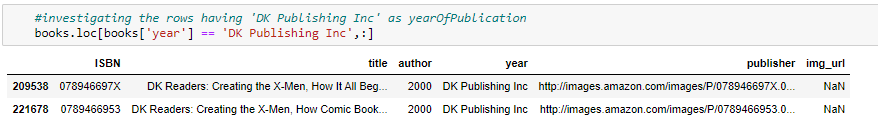 #investigating the rows having 'DK Publishing Inc' as yearOfPublication
books.loc[books['year'] == 'DK Publishing Inc',:]
ISBN title author year publisher img_url
209538 078946697X DK Readers: Creating the X-Men, How It All Beg... 2000 DK Publishing Inc http://images.amazon.com/images/P/078946697X.0... NaN
221678 0789466953 DK Readers: Creating the X-Men, How Comic Book... 2000 DK Publishing Inc http://images.amazon.com/images/P/0789466953.0... NaN